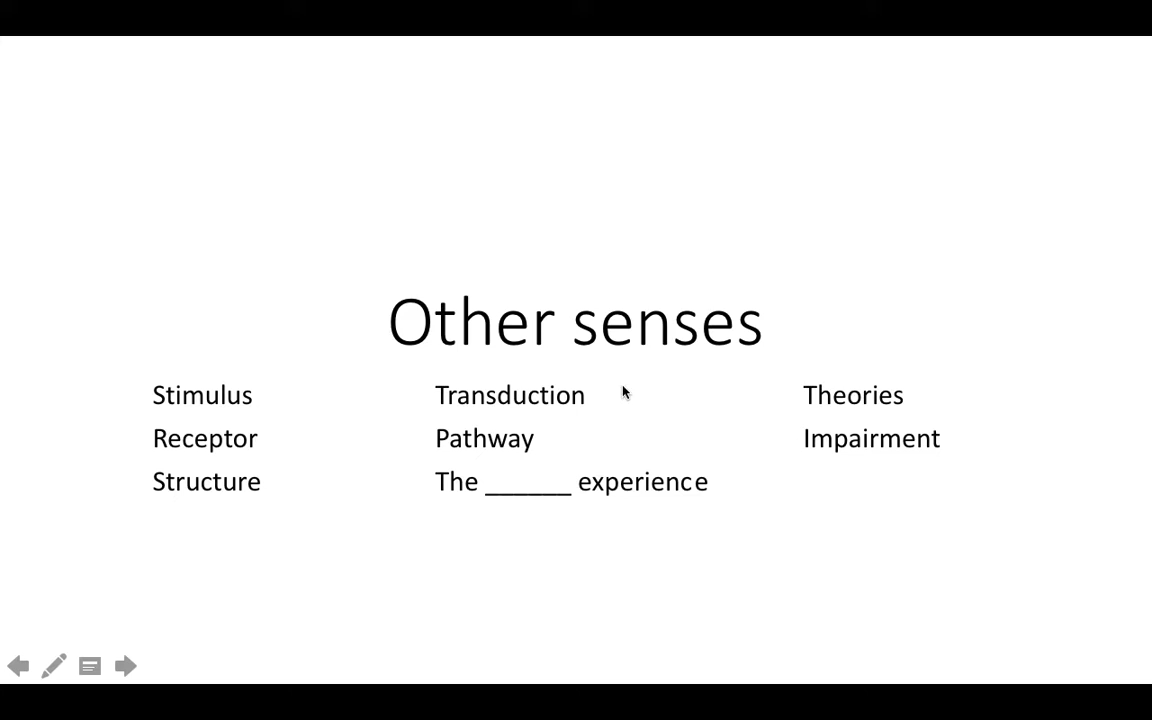 Other senses
Stimulus
Receptor
Structure
Transduction
Pathway
The ______ experience
Theories
Impairment